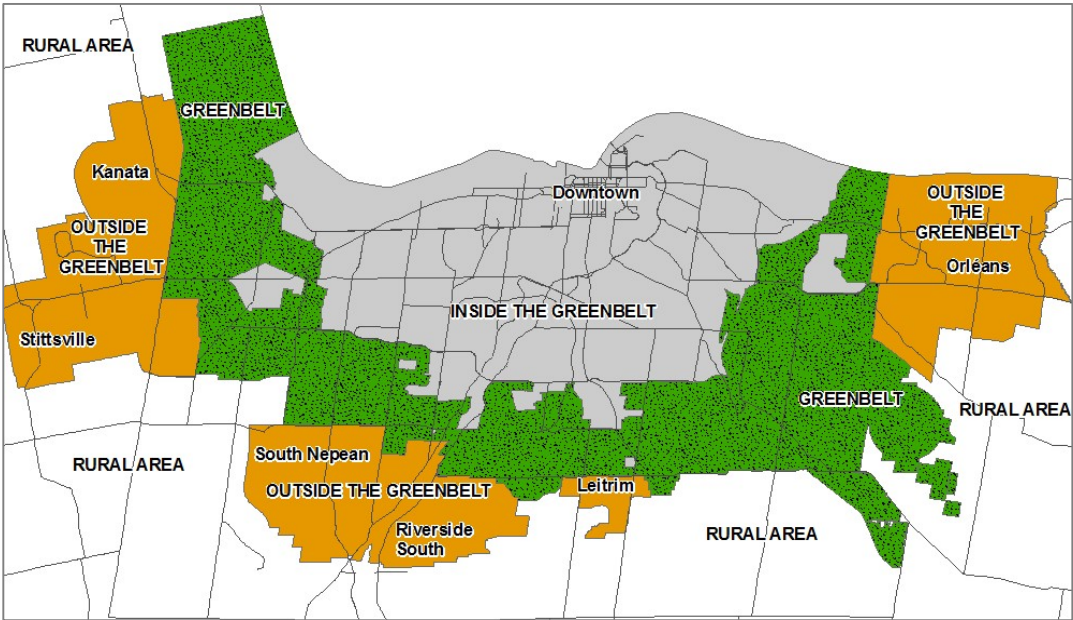 RURAL AREA
GREENBELT
Kanata
OUTSIDE
THE
GREENBELT
Stittsville
Downtown
INSIDE THE GREENBELT
OUTSIDE
THE
GREENBELT
Orléans
GREENBELT
RURAL AREA
RURAL AREA
South Nepean
OUTSIDE THE GREENBELT
Riverside
South
Leitrim
RURAL AREA